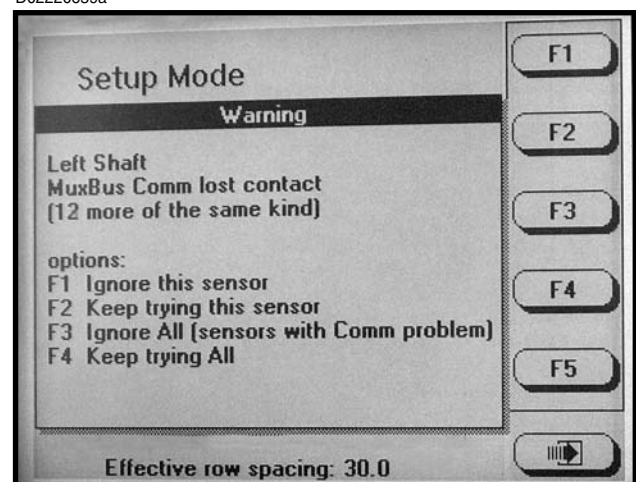 Setup Mode
F1
Warning
F2
Left Shaft
MuxBus Comm lost contact
(12 more of the same kind)
F3
options:
F1 Ignore this sensor
F2 Keep trying this sensor
F3 Ignore All (sensors with Comm problem)
F4 Keep trying All
F4
F5
Effective row spacing: 30.0